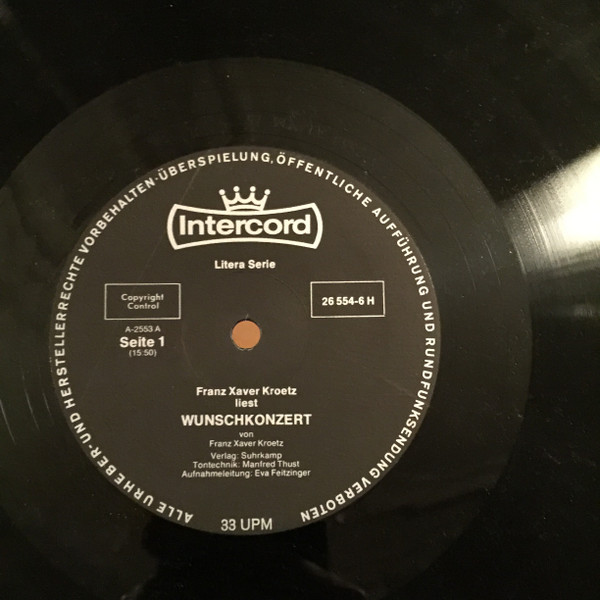 ALLE URHEBER- UND HERSTELLERRECHTE VORBEHALTEN·ÜBERSPIELUNG, ÖFFENTLICHE AUFFÜHRUNG UND RUNDFUNKSENDUNG VERBOTEN
Intercord
Litera Serie
Copyright
Control
26 554-6 H
A-2553 A
Seite 1
(15:50)
Franz Xaver Kroetz
liest
WUNSCHKONZERT
von
Franz Xaver Kroetz
Verlag: Suhrkamp
Tontechnik: Manfred Thust
Aufnahmeleitung: Eva Feitzinger
33 UPM